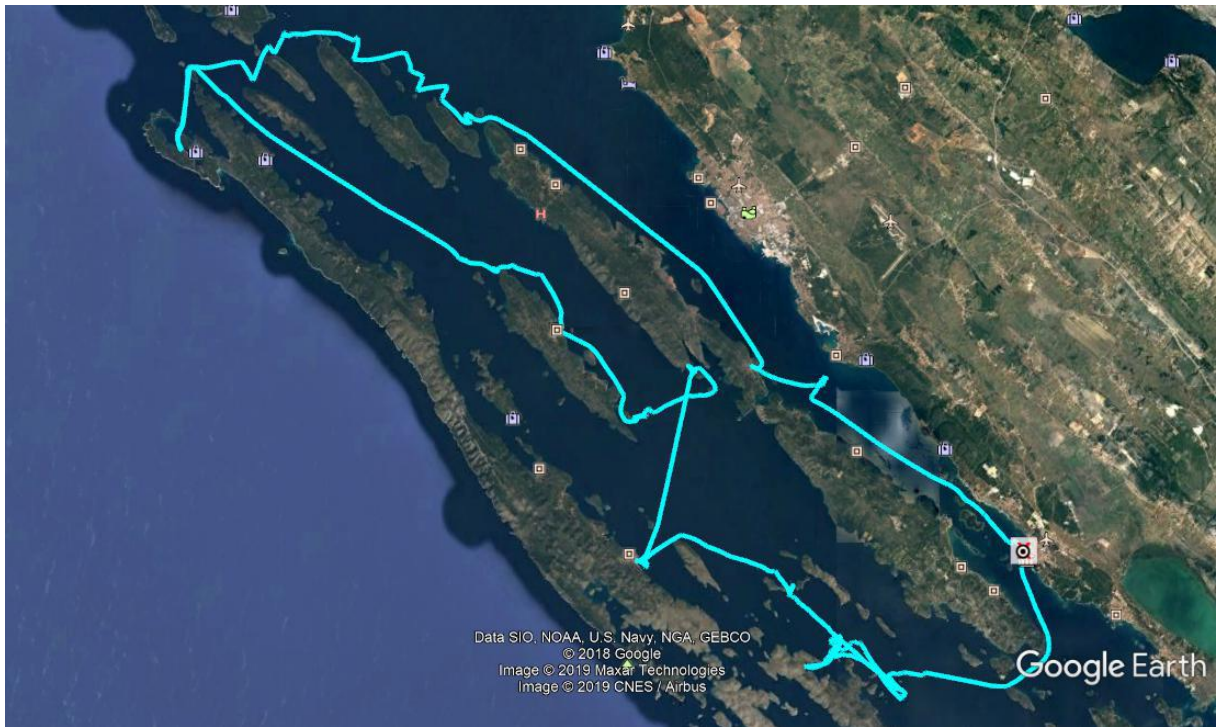 H
Data SIO, NOAA, U.S. Navy, NGA, GEBCO
© 2018 Google
Image © 2019 Maxar Technologies
Image © 2019 CNES / Airbus
Google Earth